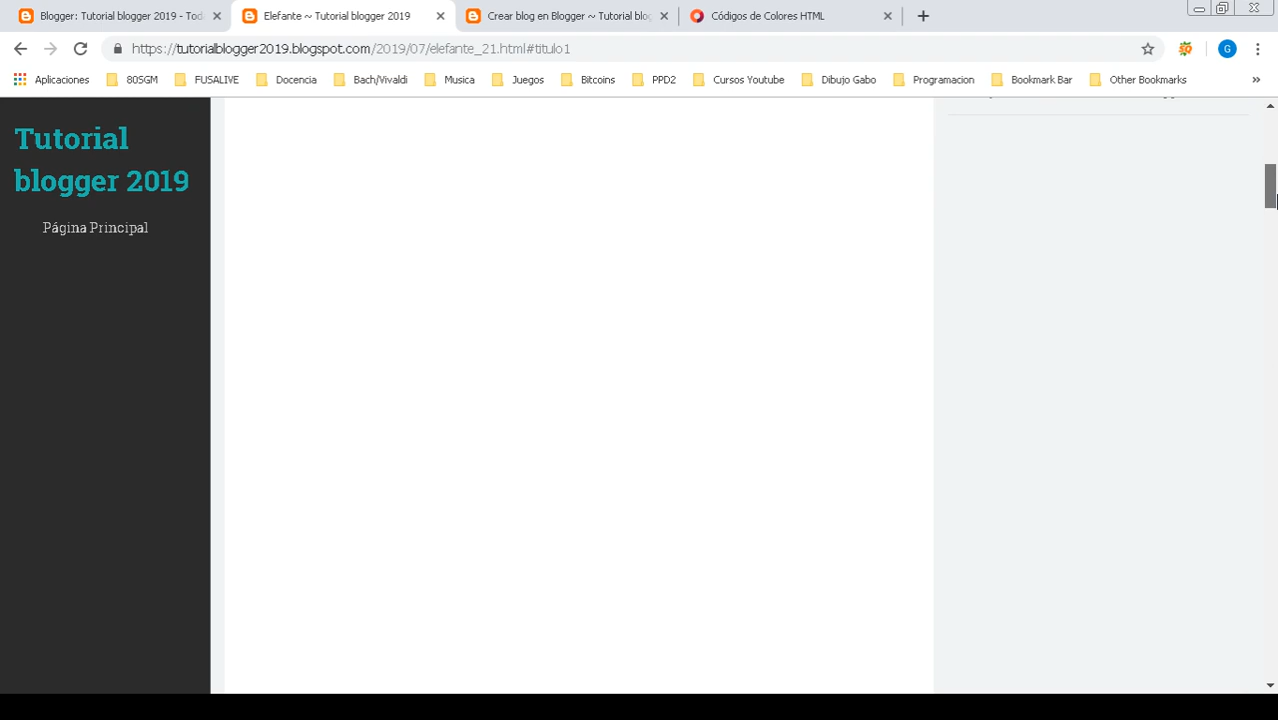 Blogger: Tutorial blogger 2019 - Tod
Elefante ~ Tutorial blogger 2019
Crear blog en Blogger ~ Tutorial blog
Códigos de Colores HTML
https://tutorialblogger2019.blogspot.com/2019/07/elefante_21.html#titulo1
G
Aplicaciones
80SGM
FUSALIVE
Docencia
Bach/Vivaldi
Musica
Juegos
Bitcoins
PPD2
Cursos Youtube
Dibujo Gabo
Programacion
Bookmark Bar
Other Bookmarks
»
Tutorial
blogger 2019
Página Principal